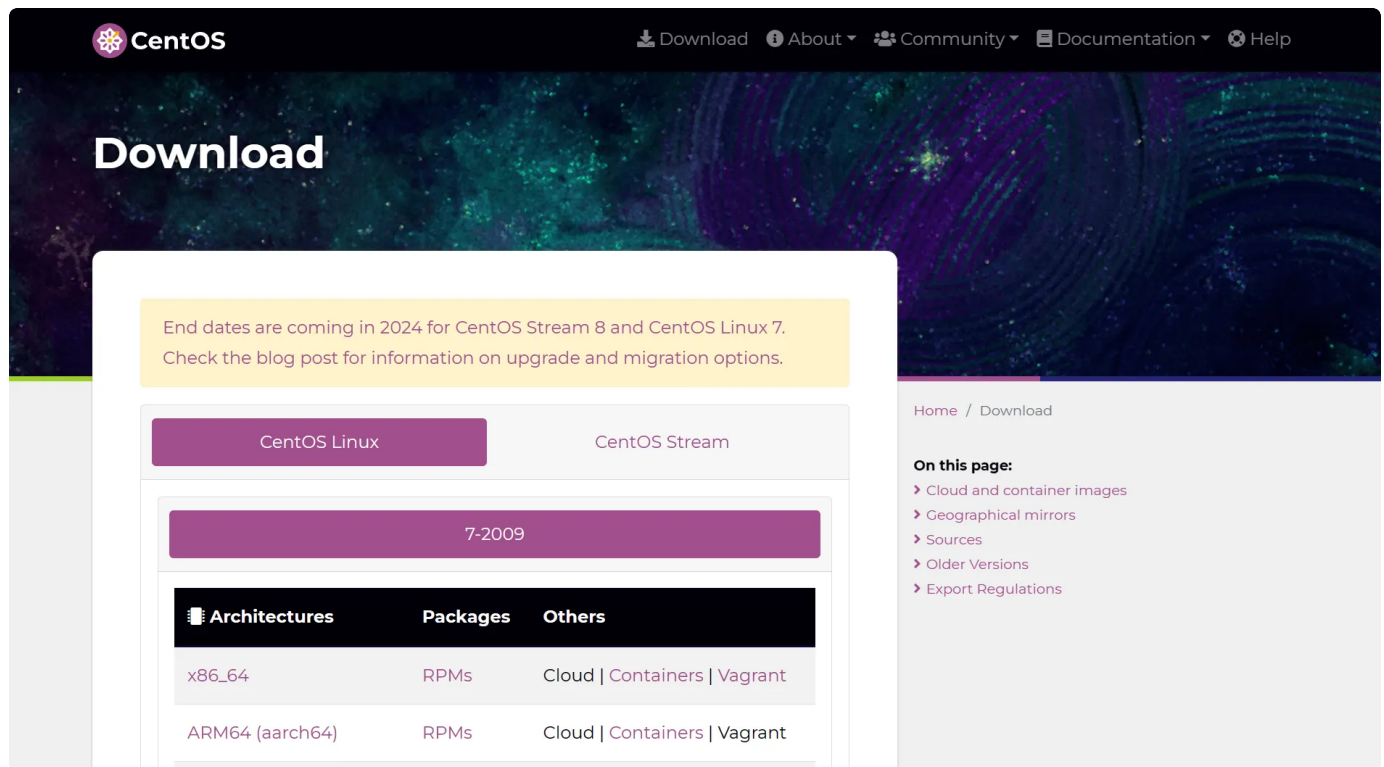 CentOS
Download About Community Documentation Help
Download
End dates are coming in 2024 for CentOS Stream 8 and CentOS Linux 7.
Check the blog post for information on upgrade and migration options.
CentOS Linux CentOS Stream
7-2009
Architectures Packages Others
x86_64 RPMs Cloud | Containers | Vagrant
ARM64 (aarch64) RPMs Cloud | Containers | Vagrant
Home / Download
On this page:
Cloud and container images
Geographical mirrors
Sources
Older Versions
Export Regulations